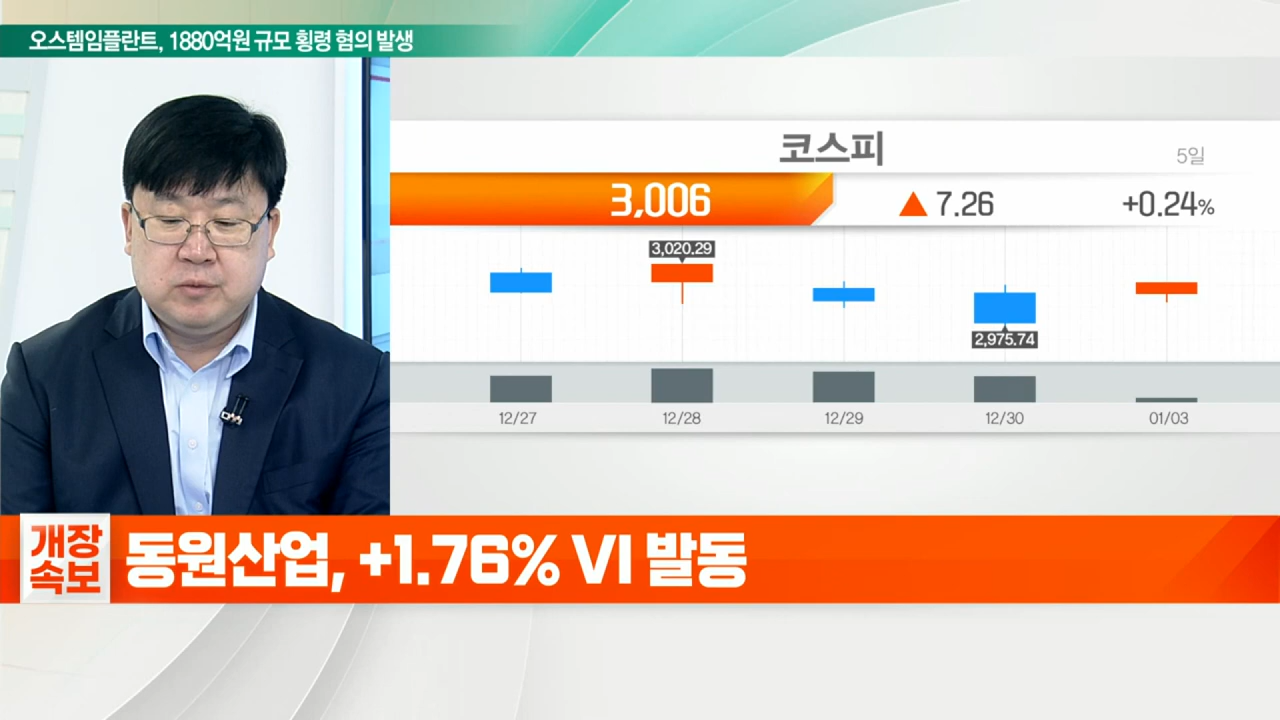 오스템임플란트, 1880억원 규모 횡령 혐의 발생
코스피
5일
3,006 ▲ 7.26 +0.24%
3,020.29
2,975.74
12/27 12/28 12/29 12/30 01/03
개장
속보
동원산업, +1.76% VI 발동